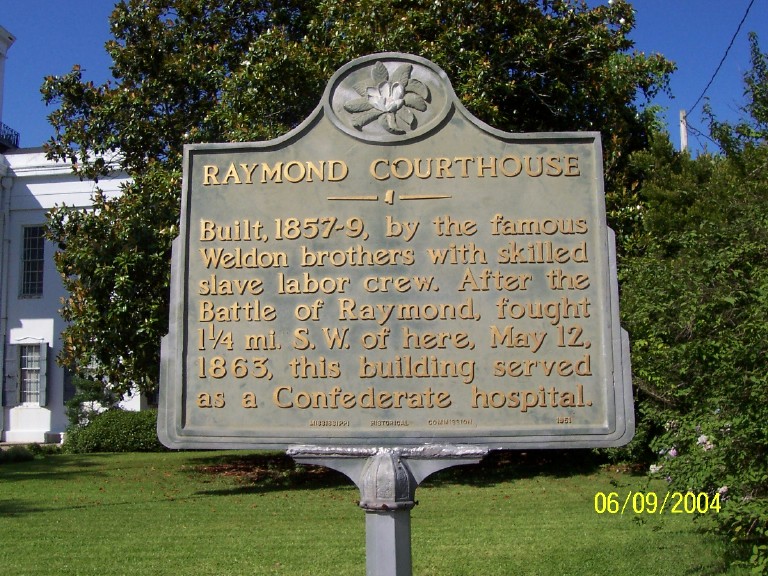 RAYMOND COURTHOUSE
Built, 1857-9, by the famous
Weldon brothers with skilled
slave labor crew. After the
Battle of Raymond, fought
1¼ mi. S.W. of here, May 12,
1863, this building served
as a Confederate hospital.
MISSISSIPPI HISTORICAL COMMISSION 1951
06/09/2004